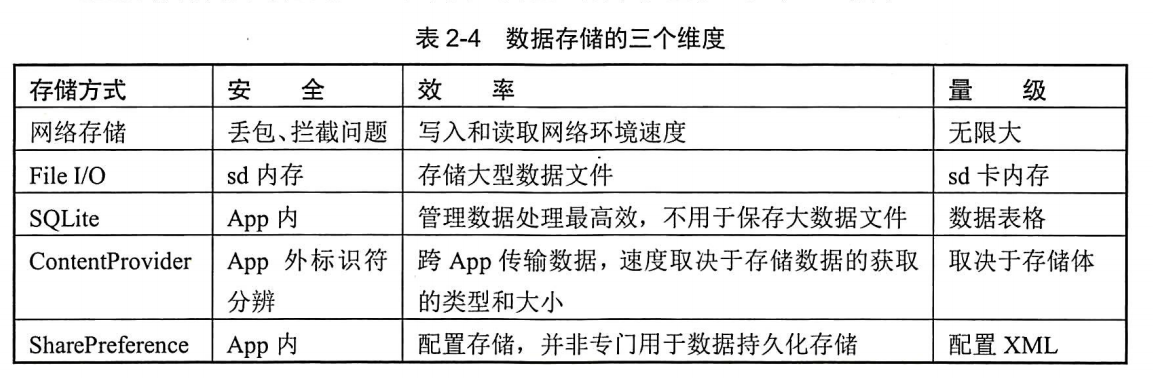 表 2-4 数据存储的三个维度
存储方式 安 全 效 率 量 级
网络存储 丢包、拦截问题 写入和读取网络环境速度 无限大
File I/O sd 内存 存储大型数据文件 sd 卡内存
SQLite App 内 管理数据处理最高效，不用于保存大数据文件 数据表格
ContentProvider App 外标识符 跨 App 传输数据，速度取决于存储数据的获取 取决于存储体
分辨 的类型和大小
SharePreference App 内 配置存储，并非专门用于数据持久化存储 配置 XML